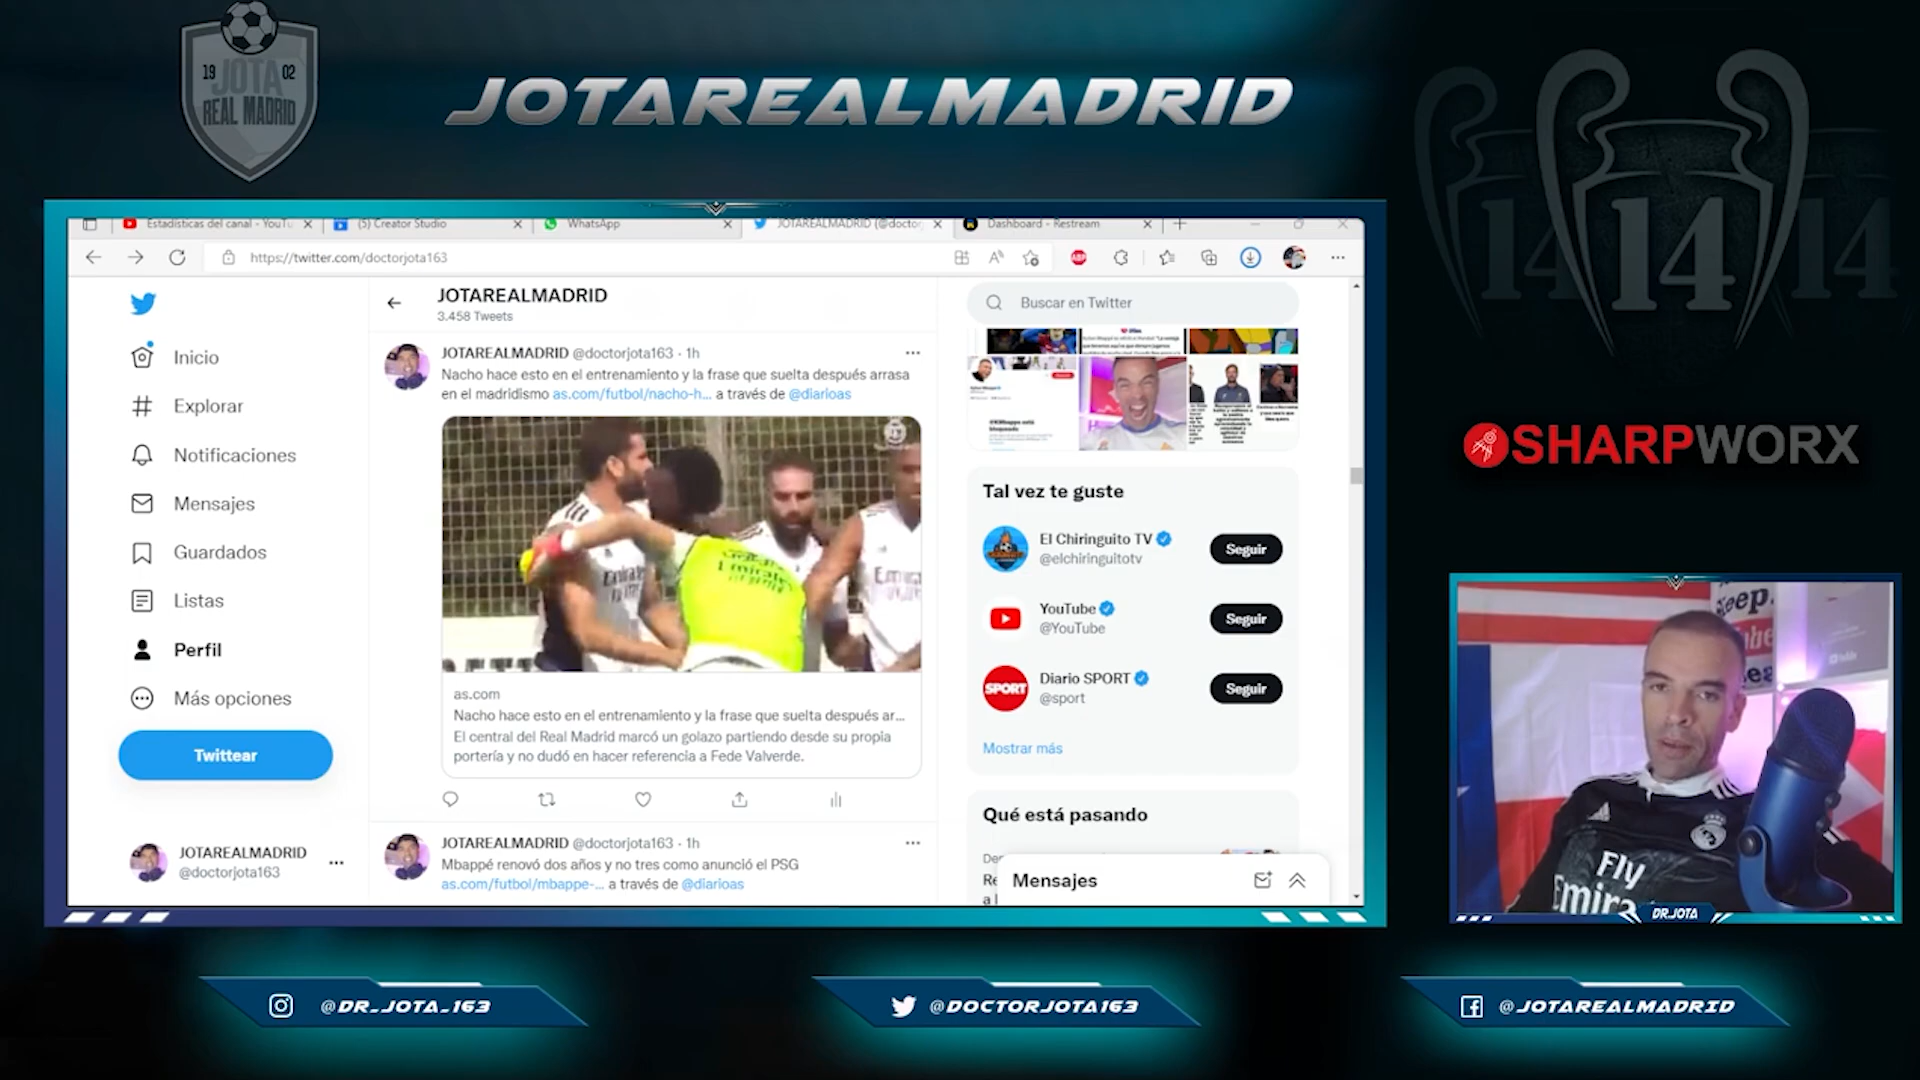 19 02
JOTA
REAL MADRID
JOTAREALMADRID
14 14 14
Estadísticas del canal - YouTu
(5) Creator Studio
WhatsApp
JOTAREALMADRID (@doctor
Dashboard - Restream
https://twitter.com/doctorjota163
ABP
JOTAREALMADRID
3.458 Tweets
Buscar en Twitter
Inicio
Explorar
Notificaciones
Mensajes
Guardados
Listas
Perfil
Más opciones
Twittear
JOTAREALMADRID
@doctorjota163
JOTAREALMADRID @doctorjota163 · 1h
Nacho hace esto en el entrenamiento y la frase que suelta después arrasa
en el madridismo as.com/futbol/nacho-h... a través de @diarioas
as.com
Nacho hace esto en el entrenamiento y la frase que suelta después ar...
El central del Real Madrid marcó un golazo partiendo desde su propia
portería y no dudó en hacer referencia a Fede Valverde.
JOTAREALMADRID @doctorjota163 · 1h
Mbappé renovó dos años y no tres como anunció el PSG
as.com/futbol/mbappe-... a través de @diarioas
Tal vez te guste
El Chiringuito TV
@elchiringuitotv
Seguir
YouTube
@YouTube
Seguir
SPORT
Diario SPORT
@sport
Seguir
Mostrar más
Qué está pasando
Mensajes
SHARPWORX
Keep.
Fly
Emira
DR.JOTA
@DR_JOTA_163
@DOCTORJOTA163
@JOTAREALMADRID